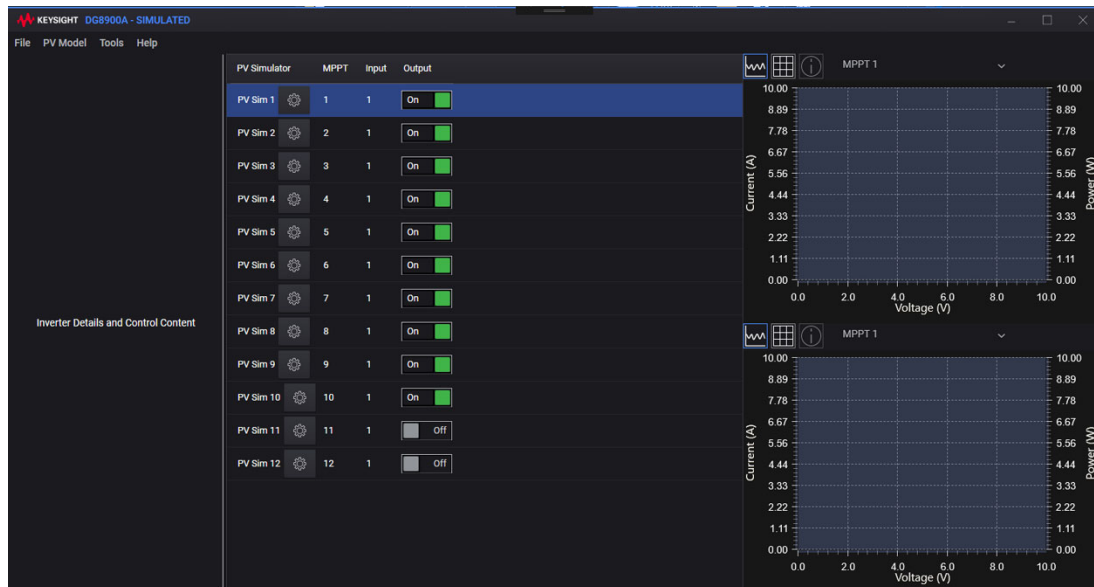 KEYSIGHT DG8900A - SIMULATED
File PV Model Tools Help
PV Simulator MPPT Input Output
PV Sim 1 1 1 On
PV Sim 2 2 1 On
PV Sim 3 3 1 On
PV Sim 4 4 1 On
PV Sim 5 5 1 On
PV Sim 6 6 1 On
PV Sim 7 7 1 On
PV Sim 8 8 1 On
PV Sim 9 9 1 On
PV Sim 10 10 1 On
PV Sim 11 11 1 Off
PV Sim 12 12 1 Off
Inverter Details and Control Content
MPPT 1
10.00 10.00
8.89 8.89
7.78 7.78
6.67 6.67
5.56 5.56
4.44 4.44
3.33 3.33
2.22 2.22
1.11 1.11
0.00 0.00
Current (A)
Power (W)
0.0 2.0 4.0 6.0 8.0 10.0
Voltage (V)
MPPT 1
10.00 10.00
8.89 8.89
7.78 7.78
6.67 6.67
5.56 5.56
4.44 4.44
3.33 3.33
2.22 2.22
1.11 1.11
0.00 0.00
Current (A)
Power (W)
0.0 2.0 4.0 6.0 8.0 10.0
Voltage (V)